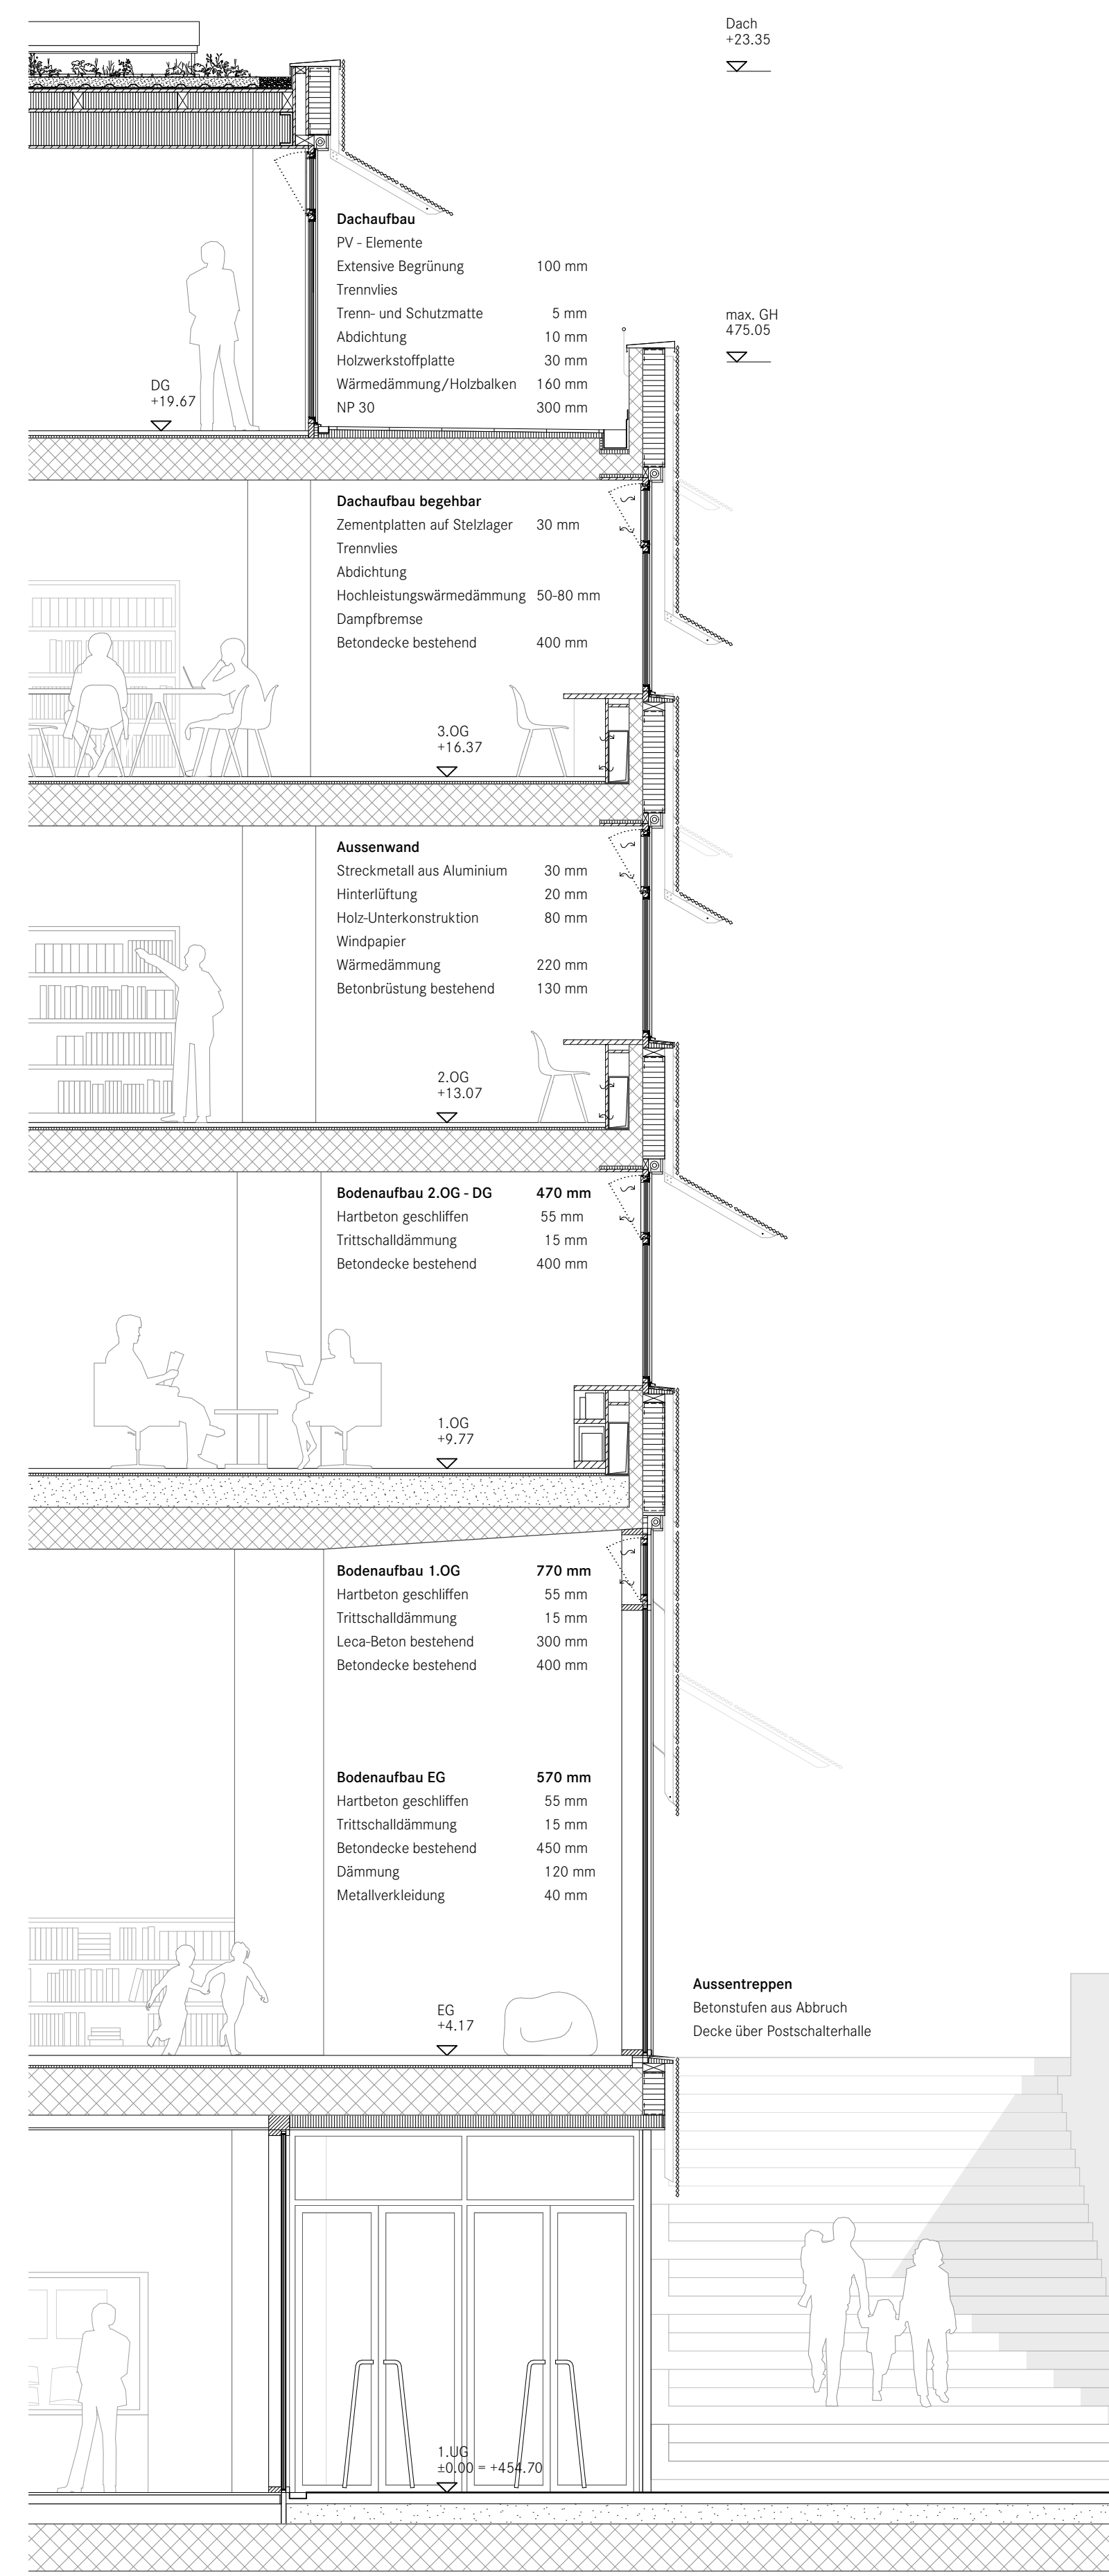 Dach
+23.35
Dachaufbau
PV - Elemente
Extensive Begrünung 100 mm
Trennvlies
Trenn- und Schutzmatte 5 mm
Abdichtung 10 mm
Holzwerkstoffplatte 30 mm
Wärmedämmung/Holzbalken 160 mm
NP 30 300 mm
max. GH
475.05
DG
+19.67
Dachaufbau begehbar
Zementplatten auf Stelzlager 30 mm
Trennvlies
Abdichtung
Hochleistungswärmedämmung 50-80 mm
Dampfbremse
Betondecke bestehend 400 mm
3.OG
+16.37
Aussenwand
Streckmetall aus Aluminium 30 mm
Hinterlüftung 20 mm
Holz-Unterkonstruktion 80 mm
Windpapier
Wärmedämmung 220 mm
Betonbrüstung bestehend 130 mm
2.OG
+13.07
Bodenaufbau 2.OG - DG 470 mm
Hartbeton geschliffen 55 mm
Trittschalldämmung 15 mm
Betondecke bestehend 400 mm
1.OG
+9.77
Bodenaufbau 1.OG 770 mm
Hartbeton geschliffen 55 mm
Trittschalldämmung 15 mm
Leca-Beton bestehend 300 mm
Betondecke bestehend 400 mm
Bodenaufbau EG 570 mm
Hartbeton geschliffen 55 mm
Trittschalldämmung 15 mm
Betondecke bestehend 450 mm
Dämmung 120 mm
Metallverkleidung 40 mm
EG
+4.17
Aussentreppen
Betonstufen aus Abbruch
Decke über Postschalterhalle
1.UG
±0.00 = +454.70